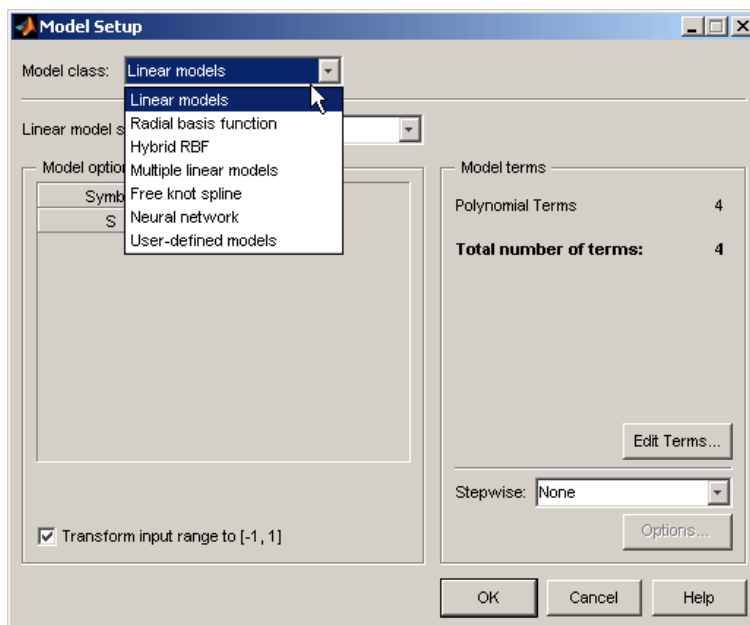 Model Setup
Model class: Linear models
Linear models
Radial basis function
Hybrid RBF
Multiple linear models
Free knot spline
Neural network
User-defined models
Linear model s
Model option
Symb
S
Transform input range to [-1, 1]
Model terms
Polynomial Terms 4
Total number of terms: 4
Edit Terms...
Stepwise: None
Options...
OK Cancel Help